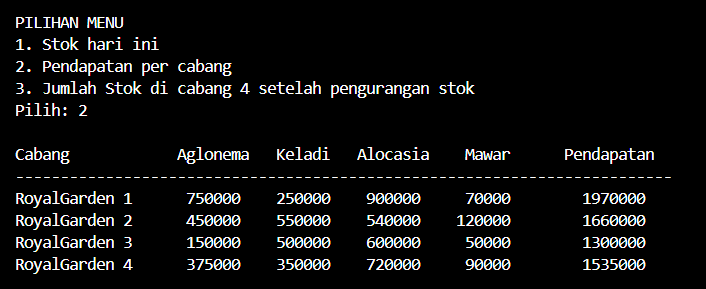 PILIHAN MENU
1. Stok hari ini
2. Pendapatan per cabang
3. Jumlah Stok di cabang 4 setelah pengurangan stok
Pilih: 2
Cabang Aglonema Keladi Alocasia Mawar Pendapatan
-------------------------------------------------------------------------
RoyalGarden 1 750000 250000 900000 70000 1970000
RoyalGarden 2 450000 550000 540000 120000 1660000
RoyalGarden 3 150000 500000 600000 50000 1300000
RoyalGarden 4 375000 350000 720000 90000 1535000